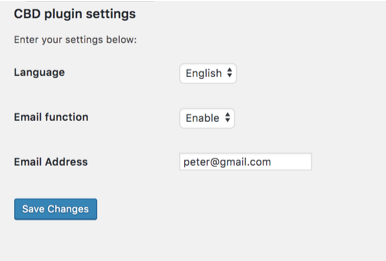 CBD plugin settings
Enter your settings below:
Language English
Email function Enable
Email Address peter@gmail.com
Save Changes